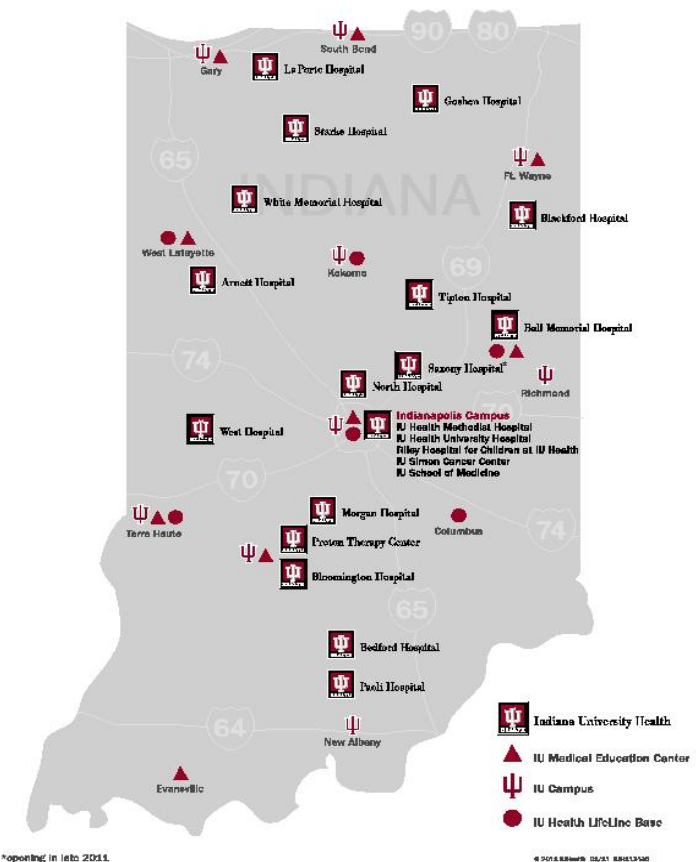 South Bend
90
80
Gary
La Porte Hospital
Goshen Hospital
Starke Hospital
65
Ft. Wayne
INDIANA
White Memorial Hospital
Blackford Hospital
West Lafayette
Kokomo
69
Arnett Hospital
Tipton Hospital
Ball Memorial Hospital
74
Saxony Hospital*
North Hospital
Richmond
Indianapolis Campus
IU Health Methodist Hospital
IU Health University Hospital
Riley Hospital for Children at IU Health
IU Simon Cancer Center
IU School of Medicine
West Hospital
70
Morgan Hospital
Terre Haute
Columbus
74
Proton Therapy Center
Bloomington Hospital
65
Bedford Hospital
Paoli Hospital
64
New Albany
Evansville
Indiana University Health
IU Medical Education Center
IU Campus
IU Health LifeLine Base
*opening in late 2011